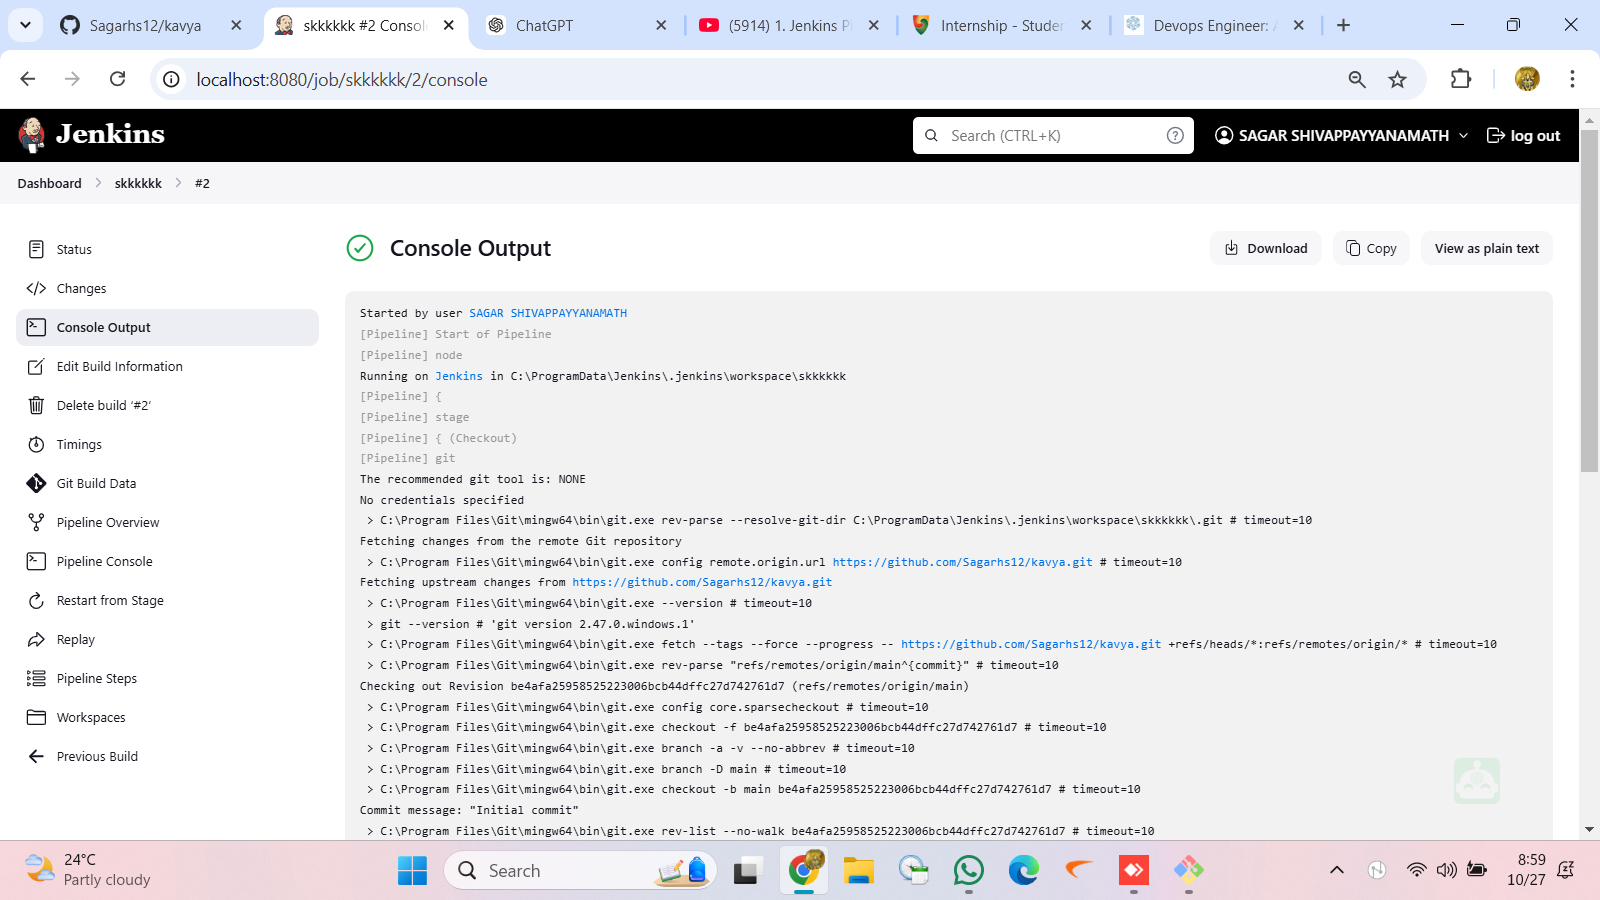 Sagarhs12/kavya
skkkkkk #2 Consol
ChatGPT
(5914) 1. Jenkins P
Internship - Studen
Devops Engineer: A
localhost:8080/job/skkkkkk/2/console
Jenkins
Search (CTRL+K)
SAGAR SHIVAPPAYYANAMATH
log out
Dashboard
skkkkkk
#2
Status
Changes
Console Output
Edit Build Information
Delete build ‘#2’
Timings
Git Build Data
Pipeline Overview
Pipeline Console
Restart from Stage
Replay
Pipeline Steps
Workspaces
Previous Build
Console Output
Download
Copy
View as plain text
Started by user SAGAR SHIVAPPAYYANAMATH
[Pipeline] Start of Pipeline
[Pipeline] node
Running on Jenkins in C:\ProgramData\Jenkins\.jenkins\workspace\skkkkkk
[Pipeline] {
[Pipeline] stage
[Pipeline] { (Checkout)
[Pipeline] git
The recommended git tool is: NONE
No credentials specified
> C:\Program Files\Git\mingw64\bin\git.exe rev-parse --resolve-git-dir C:\ProgramData\Jenkins\.jenkins\workspace\skkkkkk\.git # timeout=10
Fetching changes from the remote Git repository
> C:\Program Files\Git\mingw64\bin\git.exe config remote.origin.url https://github.com/Sagarhs12/kavya.git # timeout=10
Fetching upstream changes from https://github.com/Sagarhs12/kavya.git
> C:\Program Files\Git\mingw64\bin\git.exe --version # timeout=10
> git --version # 'git version 2.47.0.windows.1'
> C:\Program Files\Git\mingw64\bin\git.exe fetch --tags --force --progress -- https://github.com/Sagarhs12/kavya.git +refs/heads/*:refs/remotes/origin/* # timeout=10
> C:\Program Files\Git\mingw64\bin\git.exe rev-parse "refs/remotes/origin/main^{commit}" # timeout=10
Checking out Revision be4afa25958525223006bcb44dffc27d742761d7 (refs/remotes/origin/main)
> C:\Program Files\Git\mingw64\bin\git.exe config core.sparsecheckout # timeout=10
> C:\Program Files\Git\mingw64\bin\git.exe checkout -f be4afa25958525223006bcb44dffc27d742761d7 # timeout=10
> C:\Program Files\Git\mingw64\bin\git.exe branch -a -v --no-abbrev # timeout=10
> C:\Program Files\Git\mingw64\bin\git.exe branch -D main # timeout=10
> C:\Program Files\Git\mingw64\bin\git.exe checkout -b main be4afa25958525223006bcb44dffc27d742761d7 # timeout=10
Commit message: "Initial commit"
> C:\Program Files\Git\mingw64\bin\git.exe rev-list --no-walk be4afa25958525223006bcb44dffc27d742761d7 # timeout=10
24°C
Partly cloudy
Search
8:59
10/27